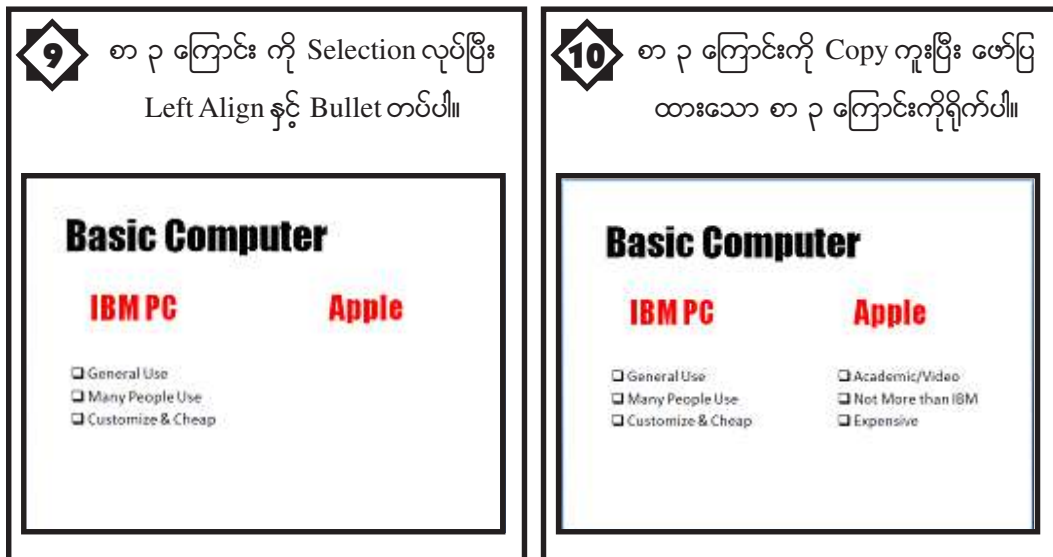 9
စာ ၃ ကြောင်း ကို Selection လုပ်ပြီး
Left Align နှင့် Bullet တပ်ပါ။
Basic Computer
IBM PC Apple
❑ General Use
❑ Many People Use
❑ Customize & Cheap
10
စာ ၃ ကြောင်းကို Copy ကူးပြီး ဖော်ပြ
ထားသော စာ ၃ ကြောင်းကိုရိုက်ပါ။
Basic Computer
IBM PC Apple
❑ General Use ❑ Academic/Video
❑ Many People Use ❑ Not More than IBM
❑ Customize & Cheap ❑ Expensive